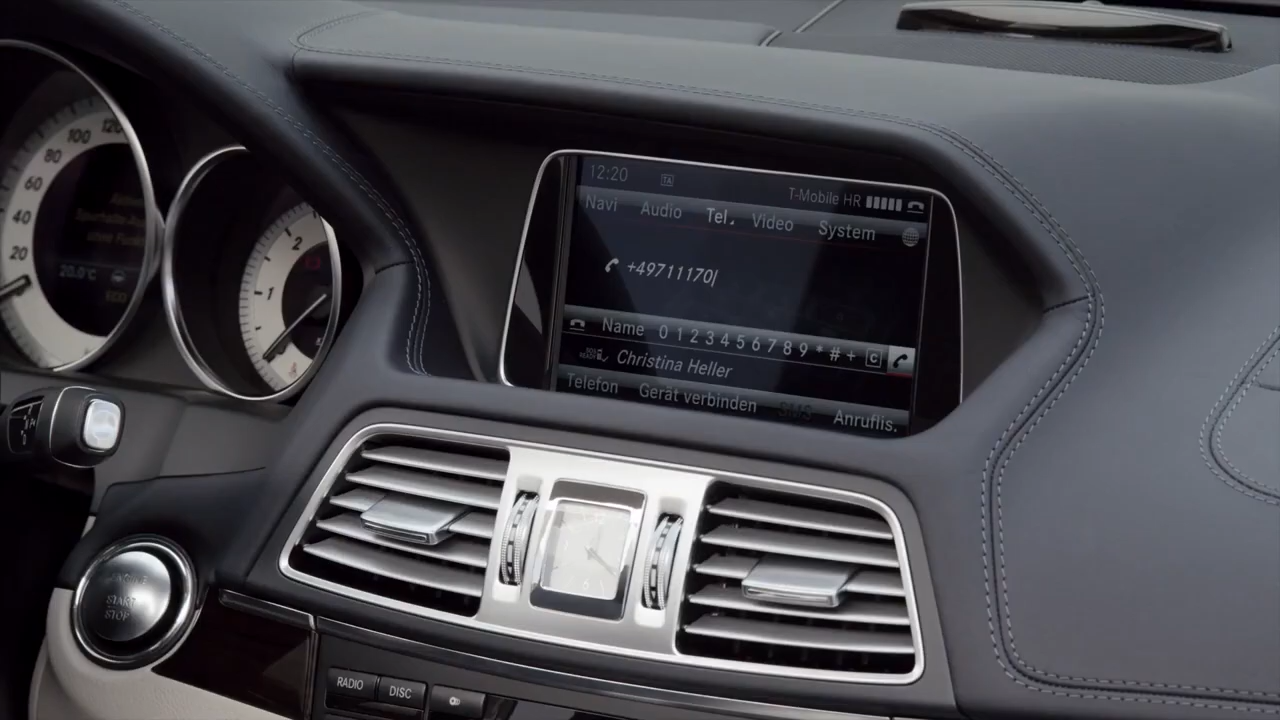 120
100
80
60
40
20
20.0°C
ECO
2
1
12:20
TA
T-Mobile HR
Navi Audio Tel. Video System
+49711170
Name 0 1 2 3 4 5 6 7 8 9 * # + C
Christina Heller
Telefon Gerät verbinden SMS Anruflis.
ENGINE
START
STOP
RADIO DISC